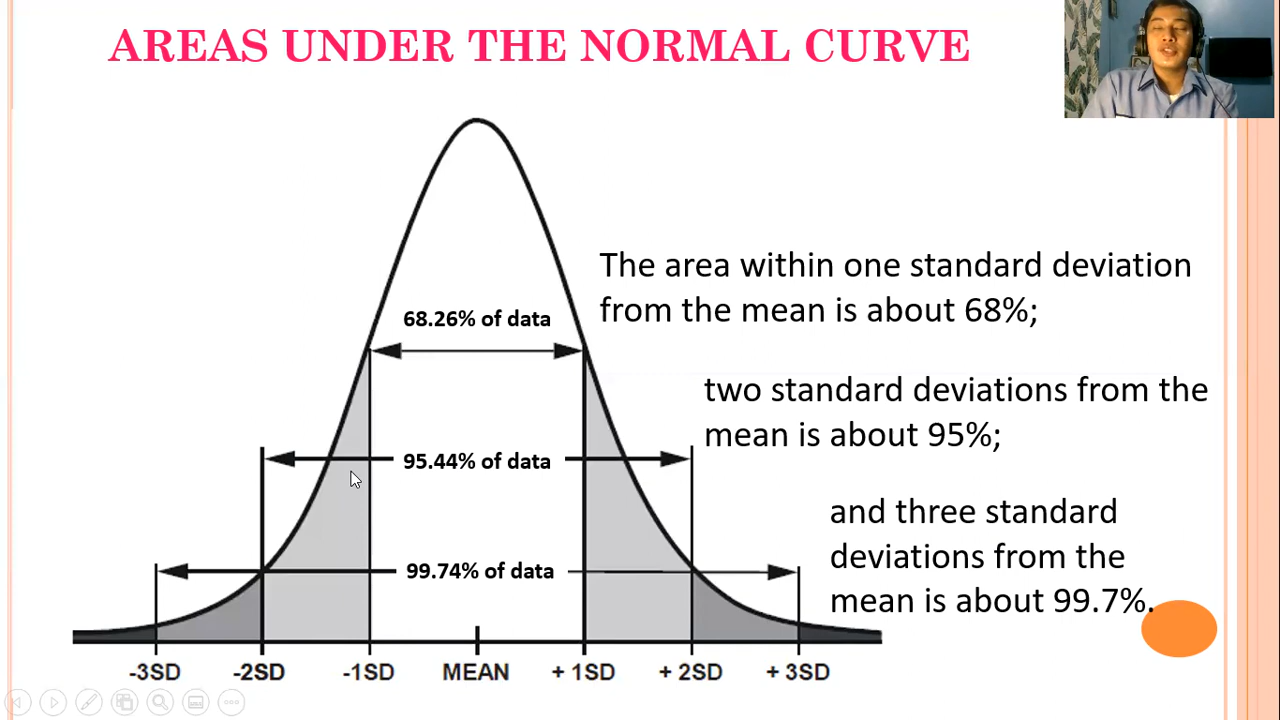 AREAS UNDER THE NORMAL CURVE
The area within one standard deviation
from the mean is about 68%;
68.26% of data
two standard deviations from the
mean is about 95%;
95.44% of data
and three standard
deviations from the
mean is about 99.7%.
99.74% of data
-3SD -2SD -1SD MEAN + 1SD + 2SD + 3SD